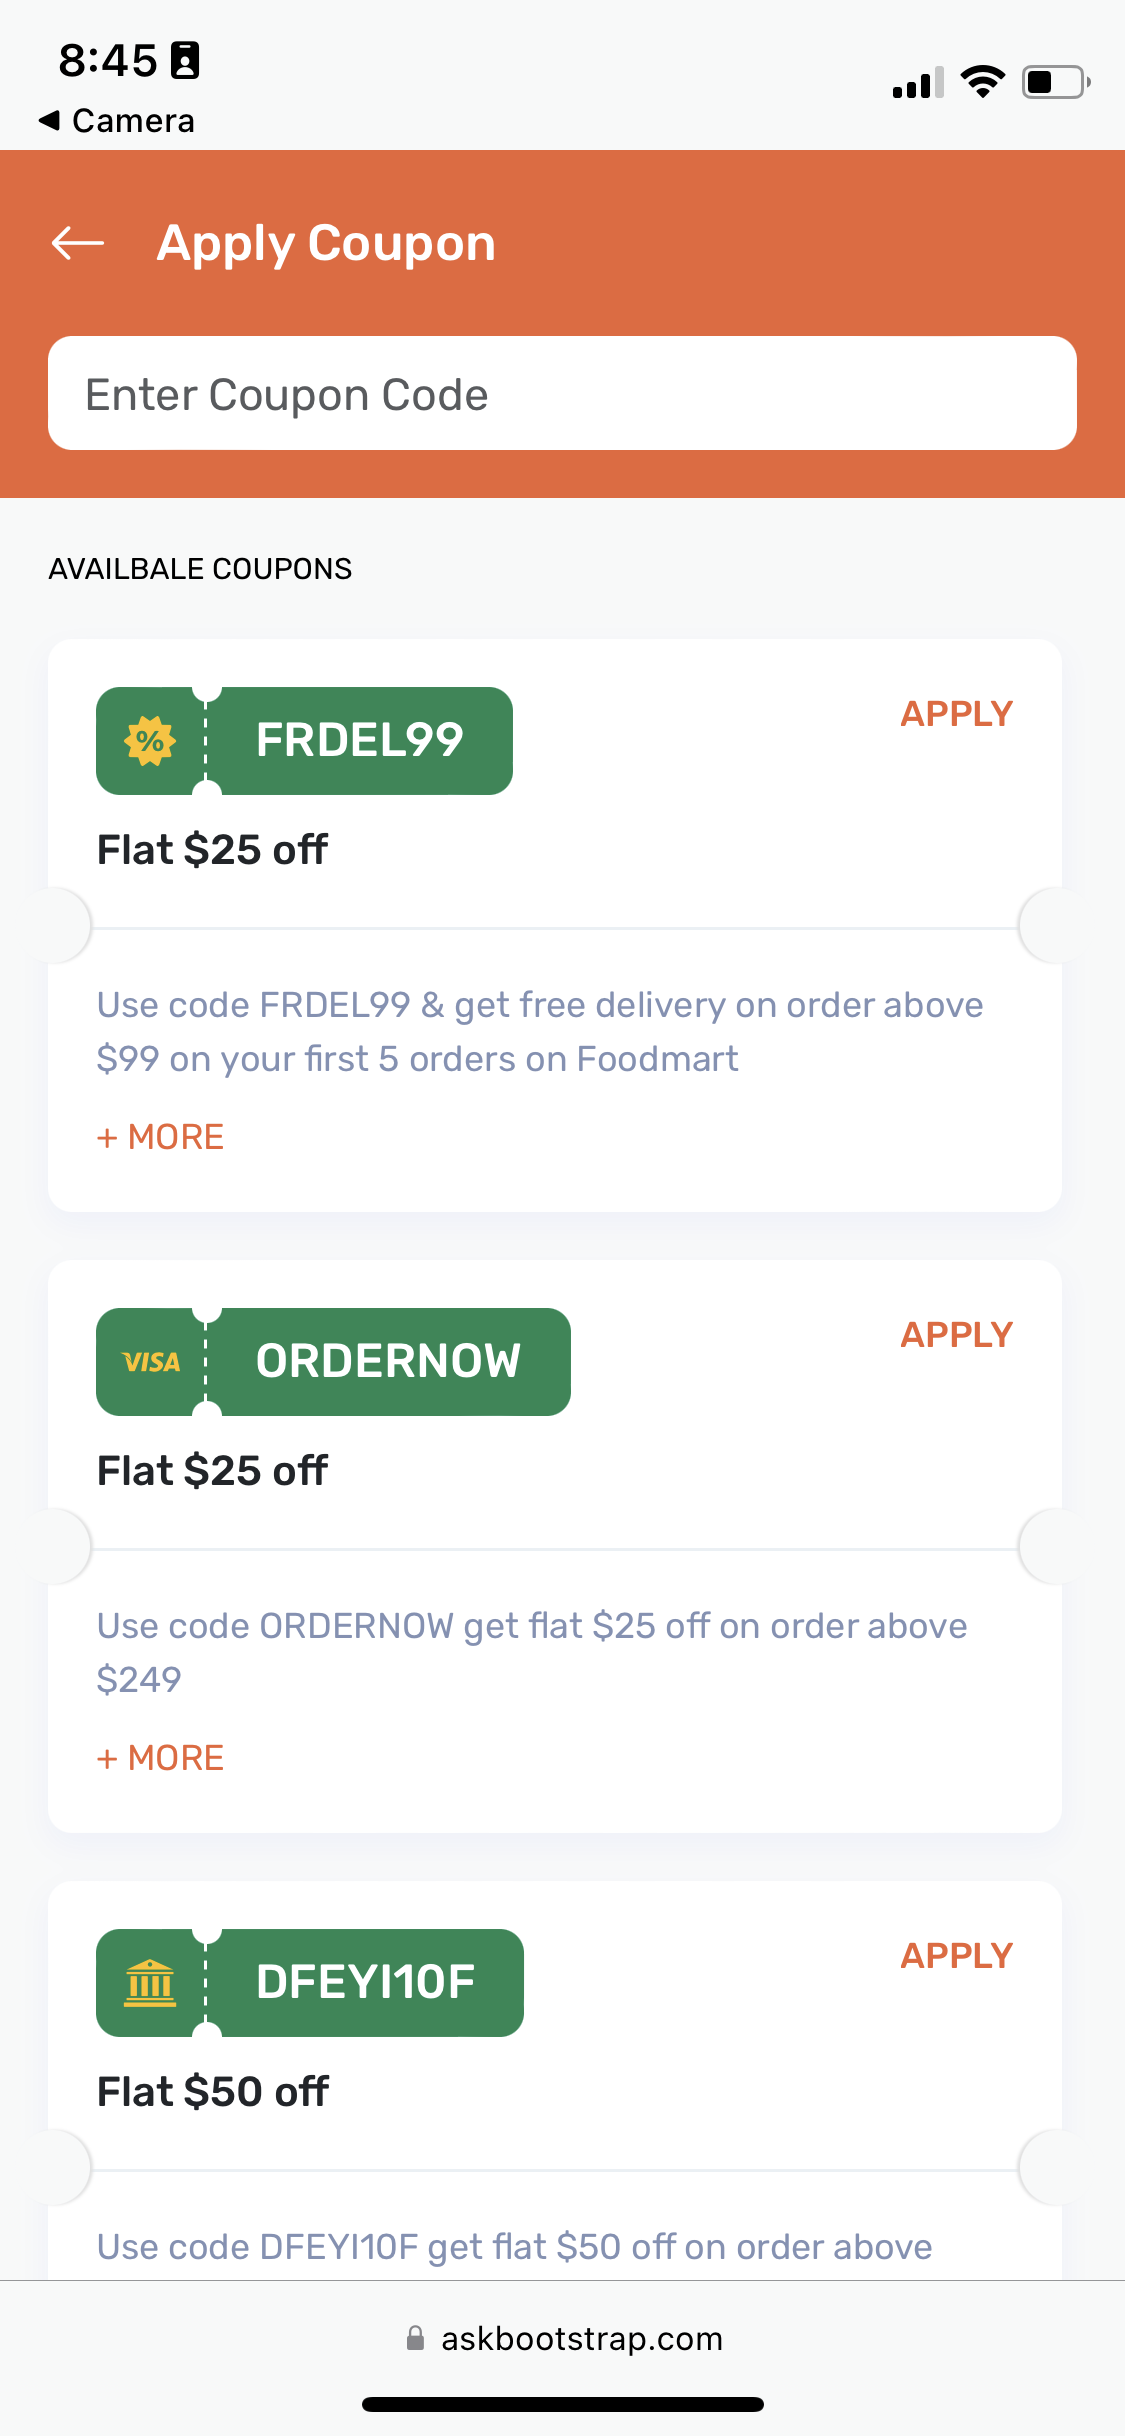 8:45
Camera
Apply Coupon
Enter Coupon Code
AVAILBALE COUPONS
%
FRDEL99
APPLY
Flat $25 off
Use code FRDEL99 & get free delivery on order above
$99 on your first 5 orders on Foodmart
+ MORE
VISA
ORDERNOW
APPLY
Flat $25 off
Use code ORDERNOW get flat $25 off on order above
$249
+ MORE
DFEYI10F
APPLY
Flat $50 off
Use code DFEYI10F get flat $50 off on order above
askbootstrap.com